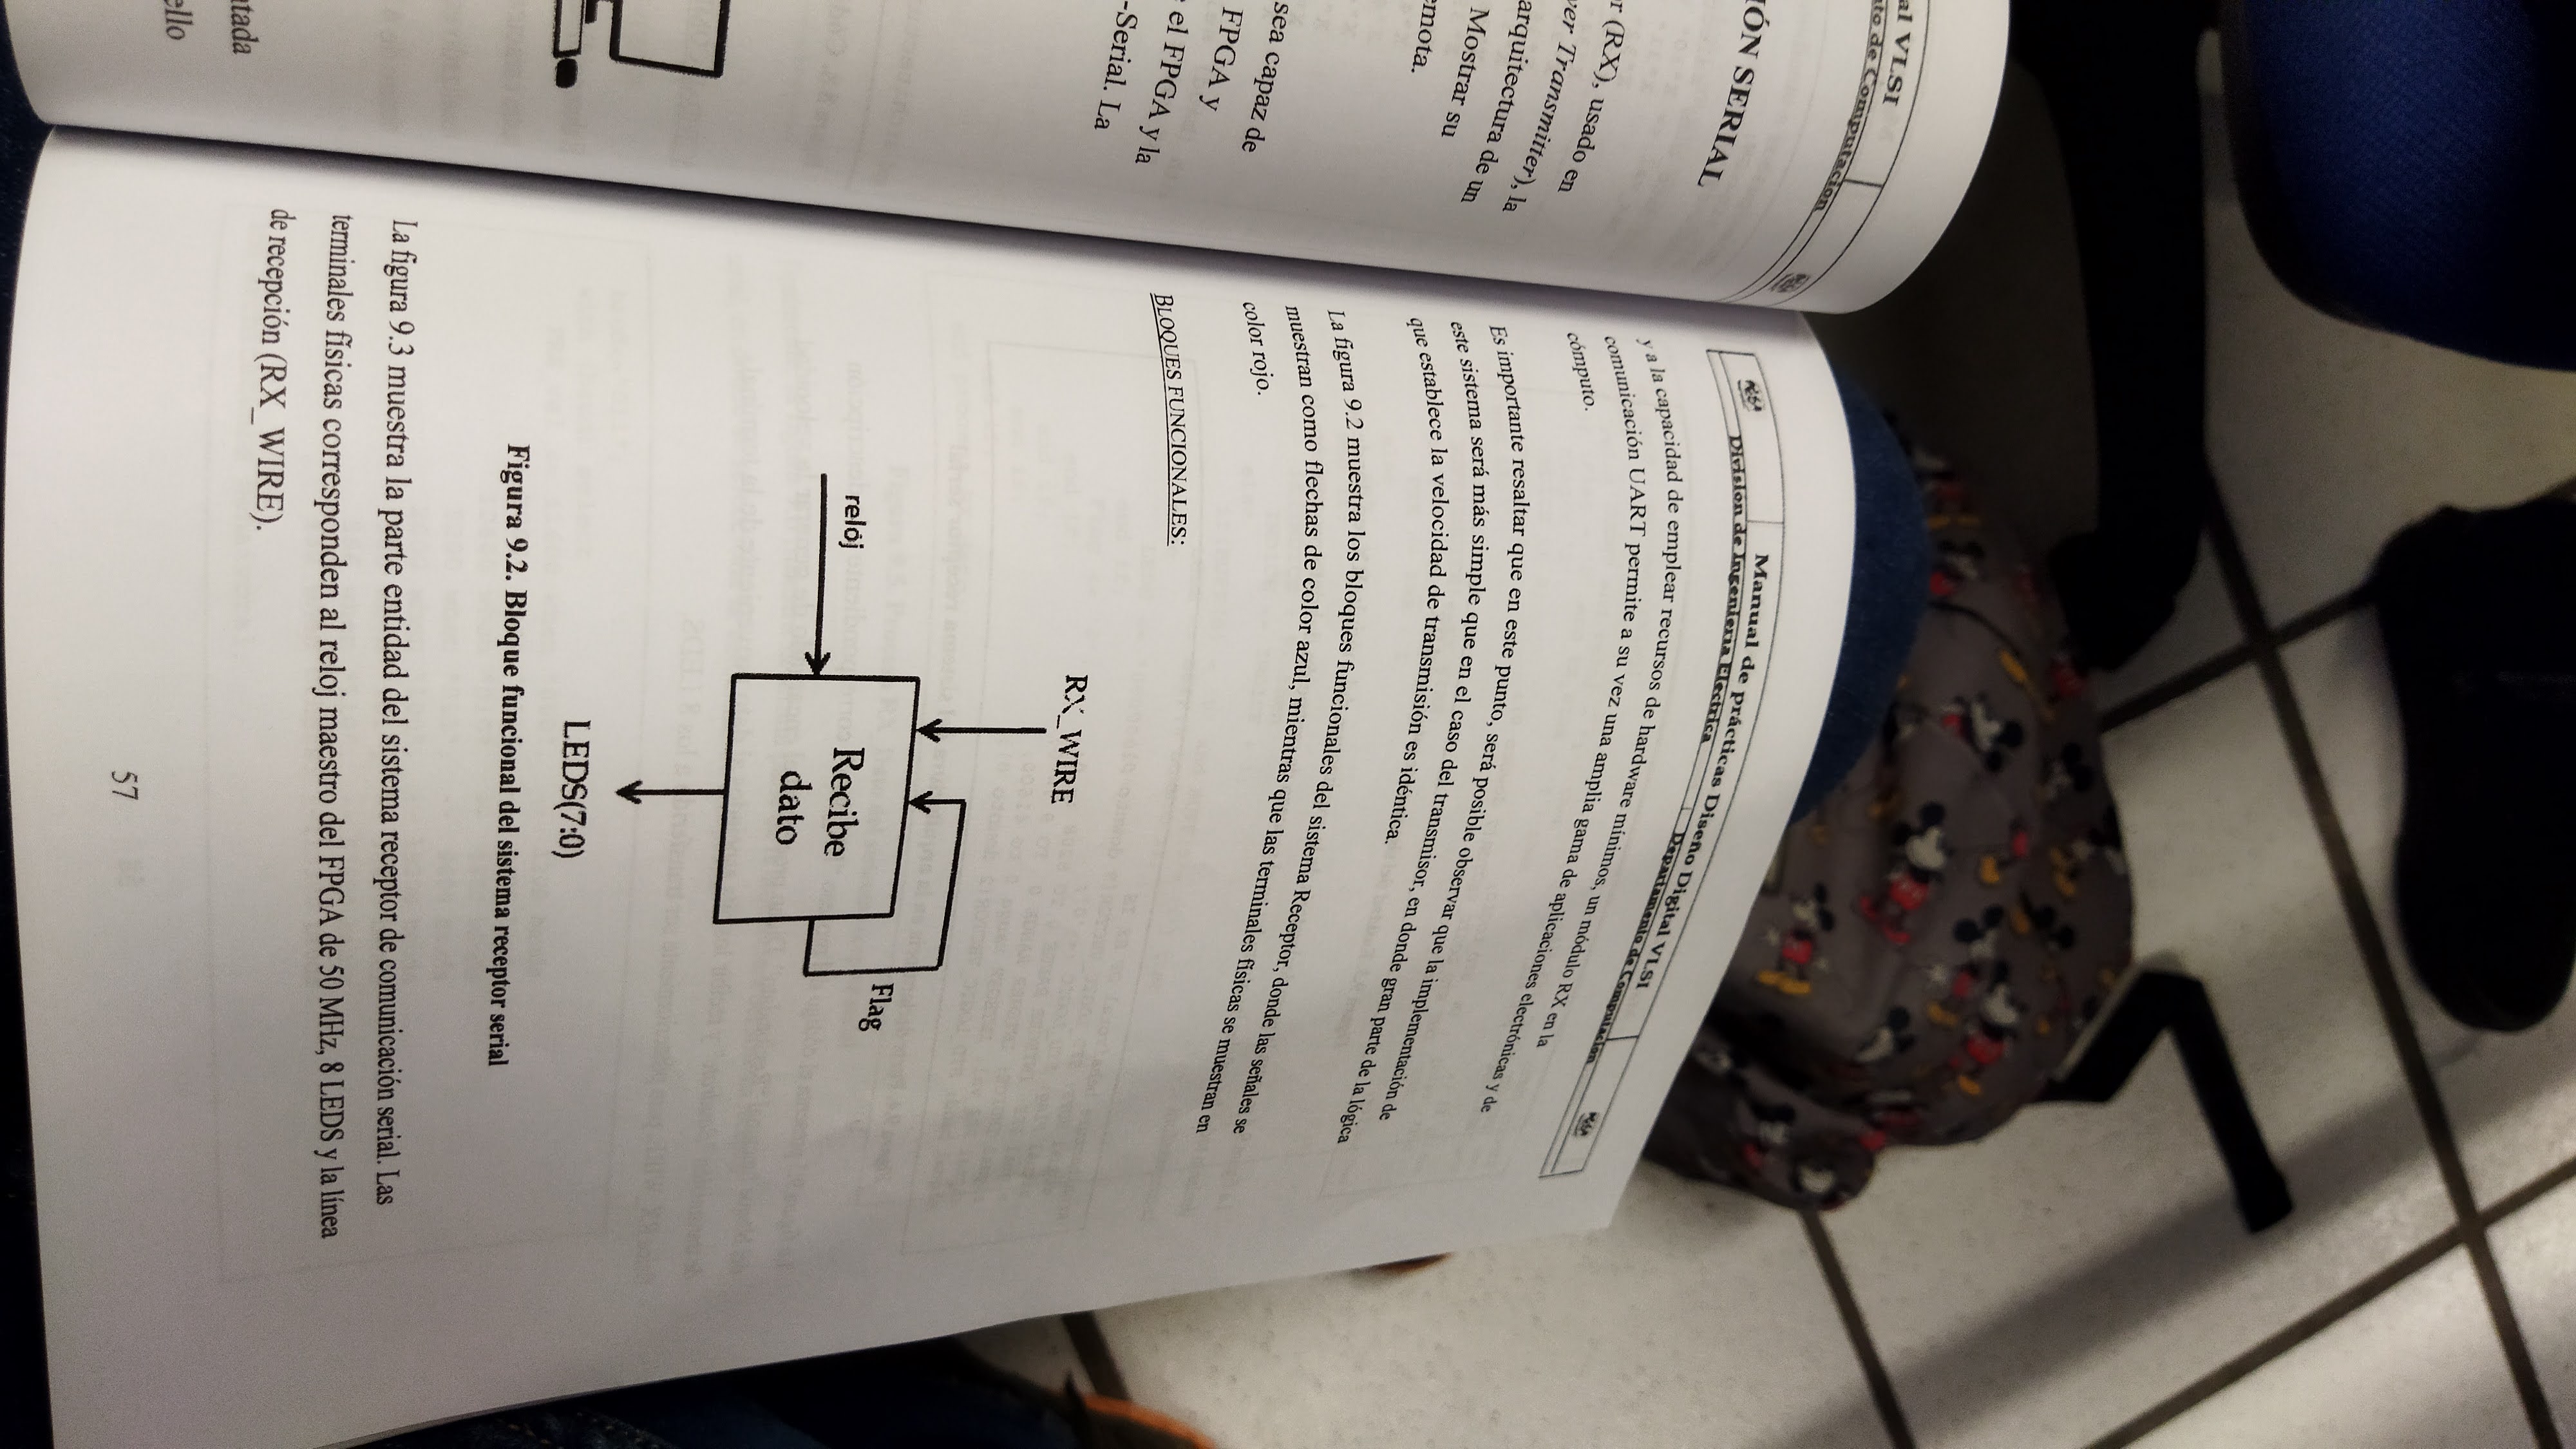 al VLSI
to de Computación
IÓN SERIAL
r (RX), usado en
ver Transmitter), la
arquitectura de un
Mostrar su
emota.
sea capaz de
FPGA y
el FPGA y la
-Serial. La
tada
ello
Manual de prácticas Diseño Digital VLSI
División de Ingeniería Eléctrica
Departamento de Computación
y a la capacidad de emplear recursos de hardware mínimos, un módulo RX en la
comunicación UART permite a su vez una amplia gama de aplicaciones electrónicas y de
cómputo.
Es importante resaltar que en este punto, será posible observar que la implementación de
este sistema será más simple que en el caso del transmisor, en donde gran parte de la lógica
que establece la velocidad de transmisión es idéntica.
La figura 9.2 muestra los bloques funcionales del sistema Receptor, donde las señales se
muestran como flechas de color azul, mientras que las terminales físicas se muestran en
color rojo.
BLOQUES FUNCIONALES:
RX_WIRE
Flag
reloj
Recibe
dato
LEDS(7:0)
Figura 9.2. Bloque funcional del sistema receptor serial
La figura 9.3 muestra la parte entidad del sistema receptor de comunicación serial. Las
terminales físicas corresponden al reloj maestro del FPGA de 50 MHz, 8 LEDS y la línea
de recepción (RX_WIRE).
57